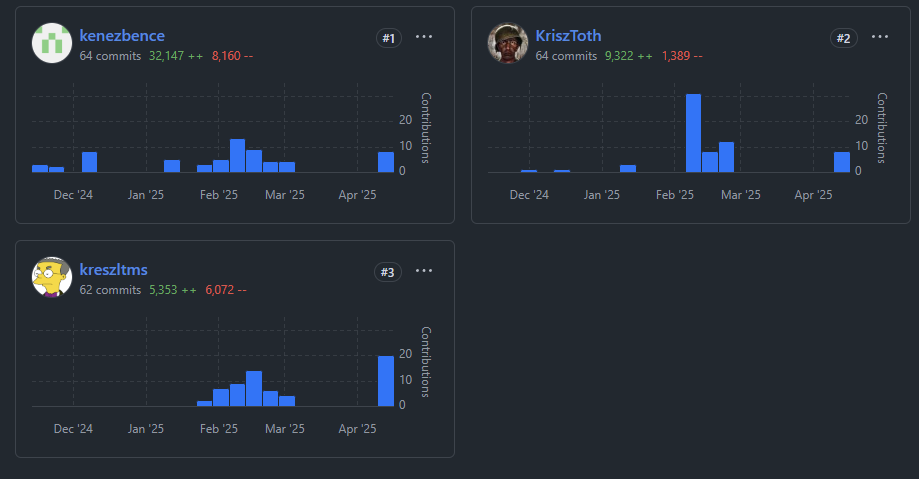 kenezbence #1 ···
64 commits 32,147 ++ 8,160 --
Contributions
20
10
0
Dec '24 Jan '25 Feb '25 Mar '25 Apr '25
KriszToth #2 ···
64 commits 9,322 ++ 1,389 --
Contributions
20
10
0
Dec '24 Jan '25 Feb '25 Mar '25 Apr '25
kreszltms #3 ···
62 commits 5,353 ++ 6,072 --
Contributions
20
10
0
Dec '24 Jan '25 Feb '25 Mar '25 Apr '25